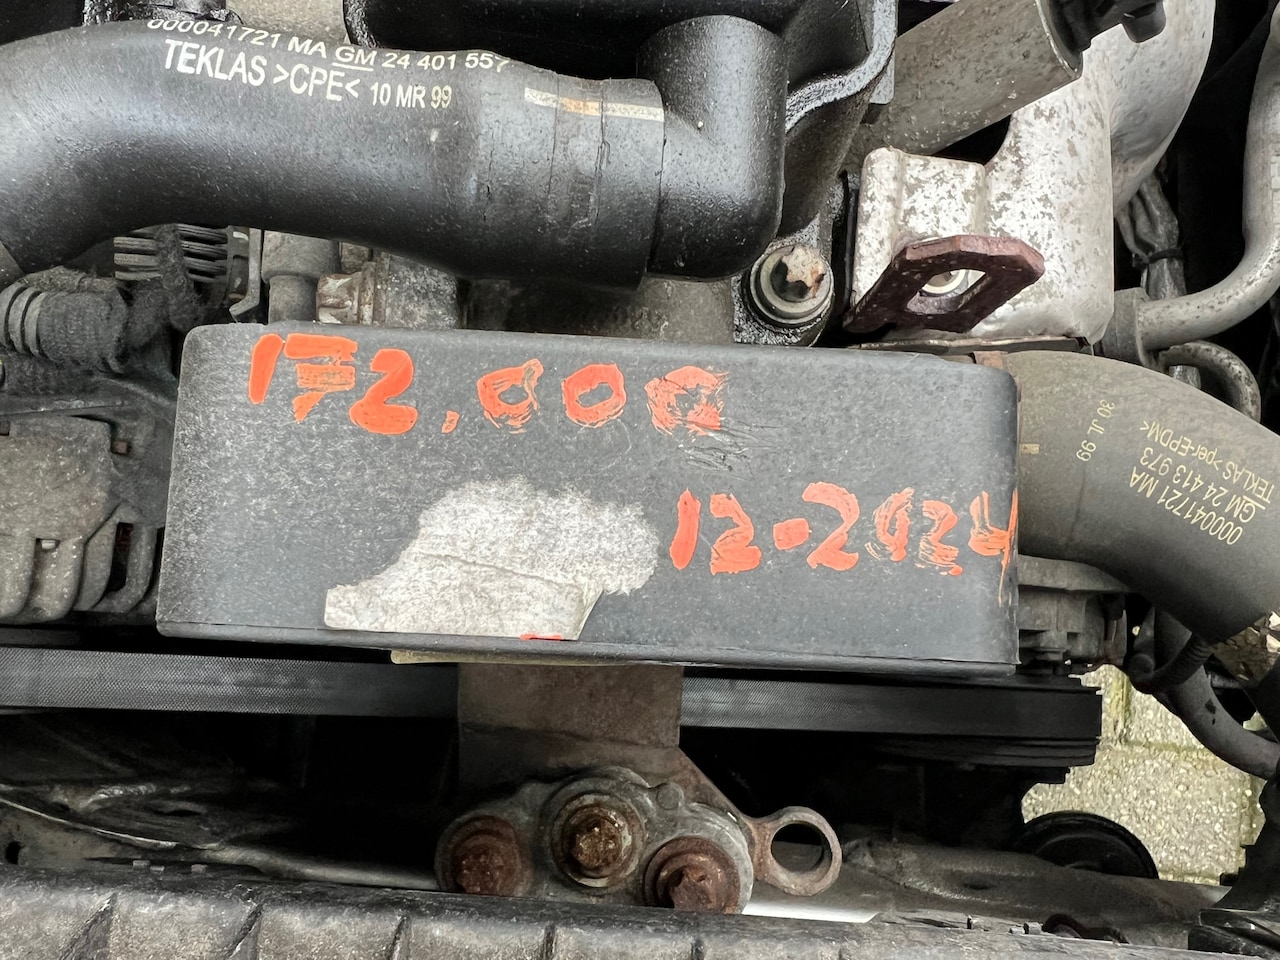 000041721 MA GM 24 401 557
TEKLAS >CPE< 10 MR 99
172.000
12-2024
30 JL 99
000041721 MA
GM 24 413 973
TEKLAS >per-EPDM<